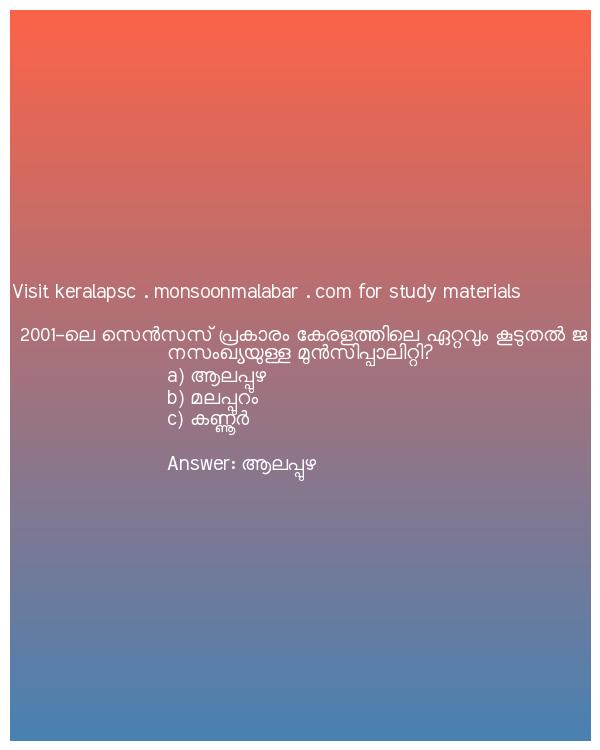 Visit keralapsc . monsoonmalabar . com for study materials
2001-ലെ സെൻസസ് പ്രകാരം കേരളത്തിലെ ഏറ്റവും കൂടുതൽ ജ
നസംഖ്യയുള്ള മുൻസിപ്പാലിറ്റി?
a) ആലപ്പുഴ
b) മലപ്പുറം
c) കണ്ണൂർ
Answer: ആലപ്പുഴ